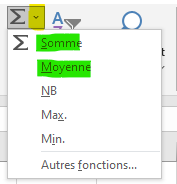 Σ
A
Z
Σ Somme
t
Moyenne
NB
Max.
Min.
Autres fonctions...